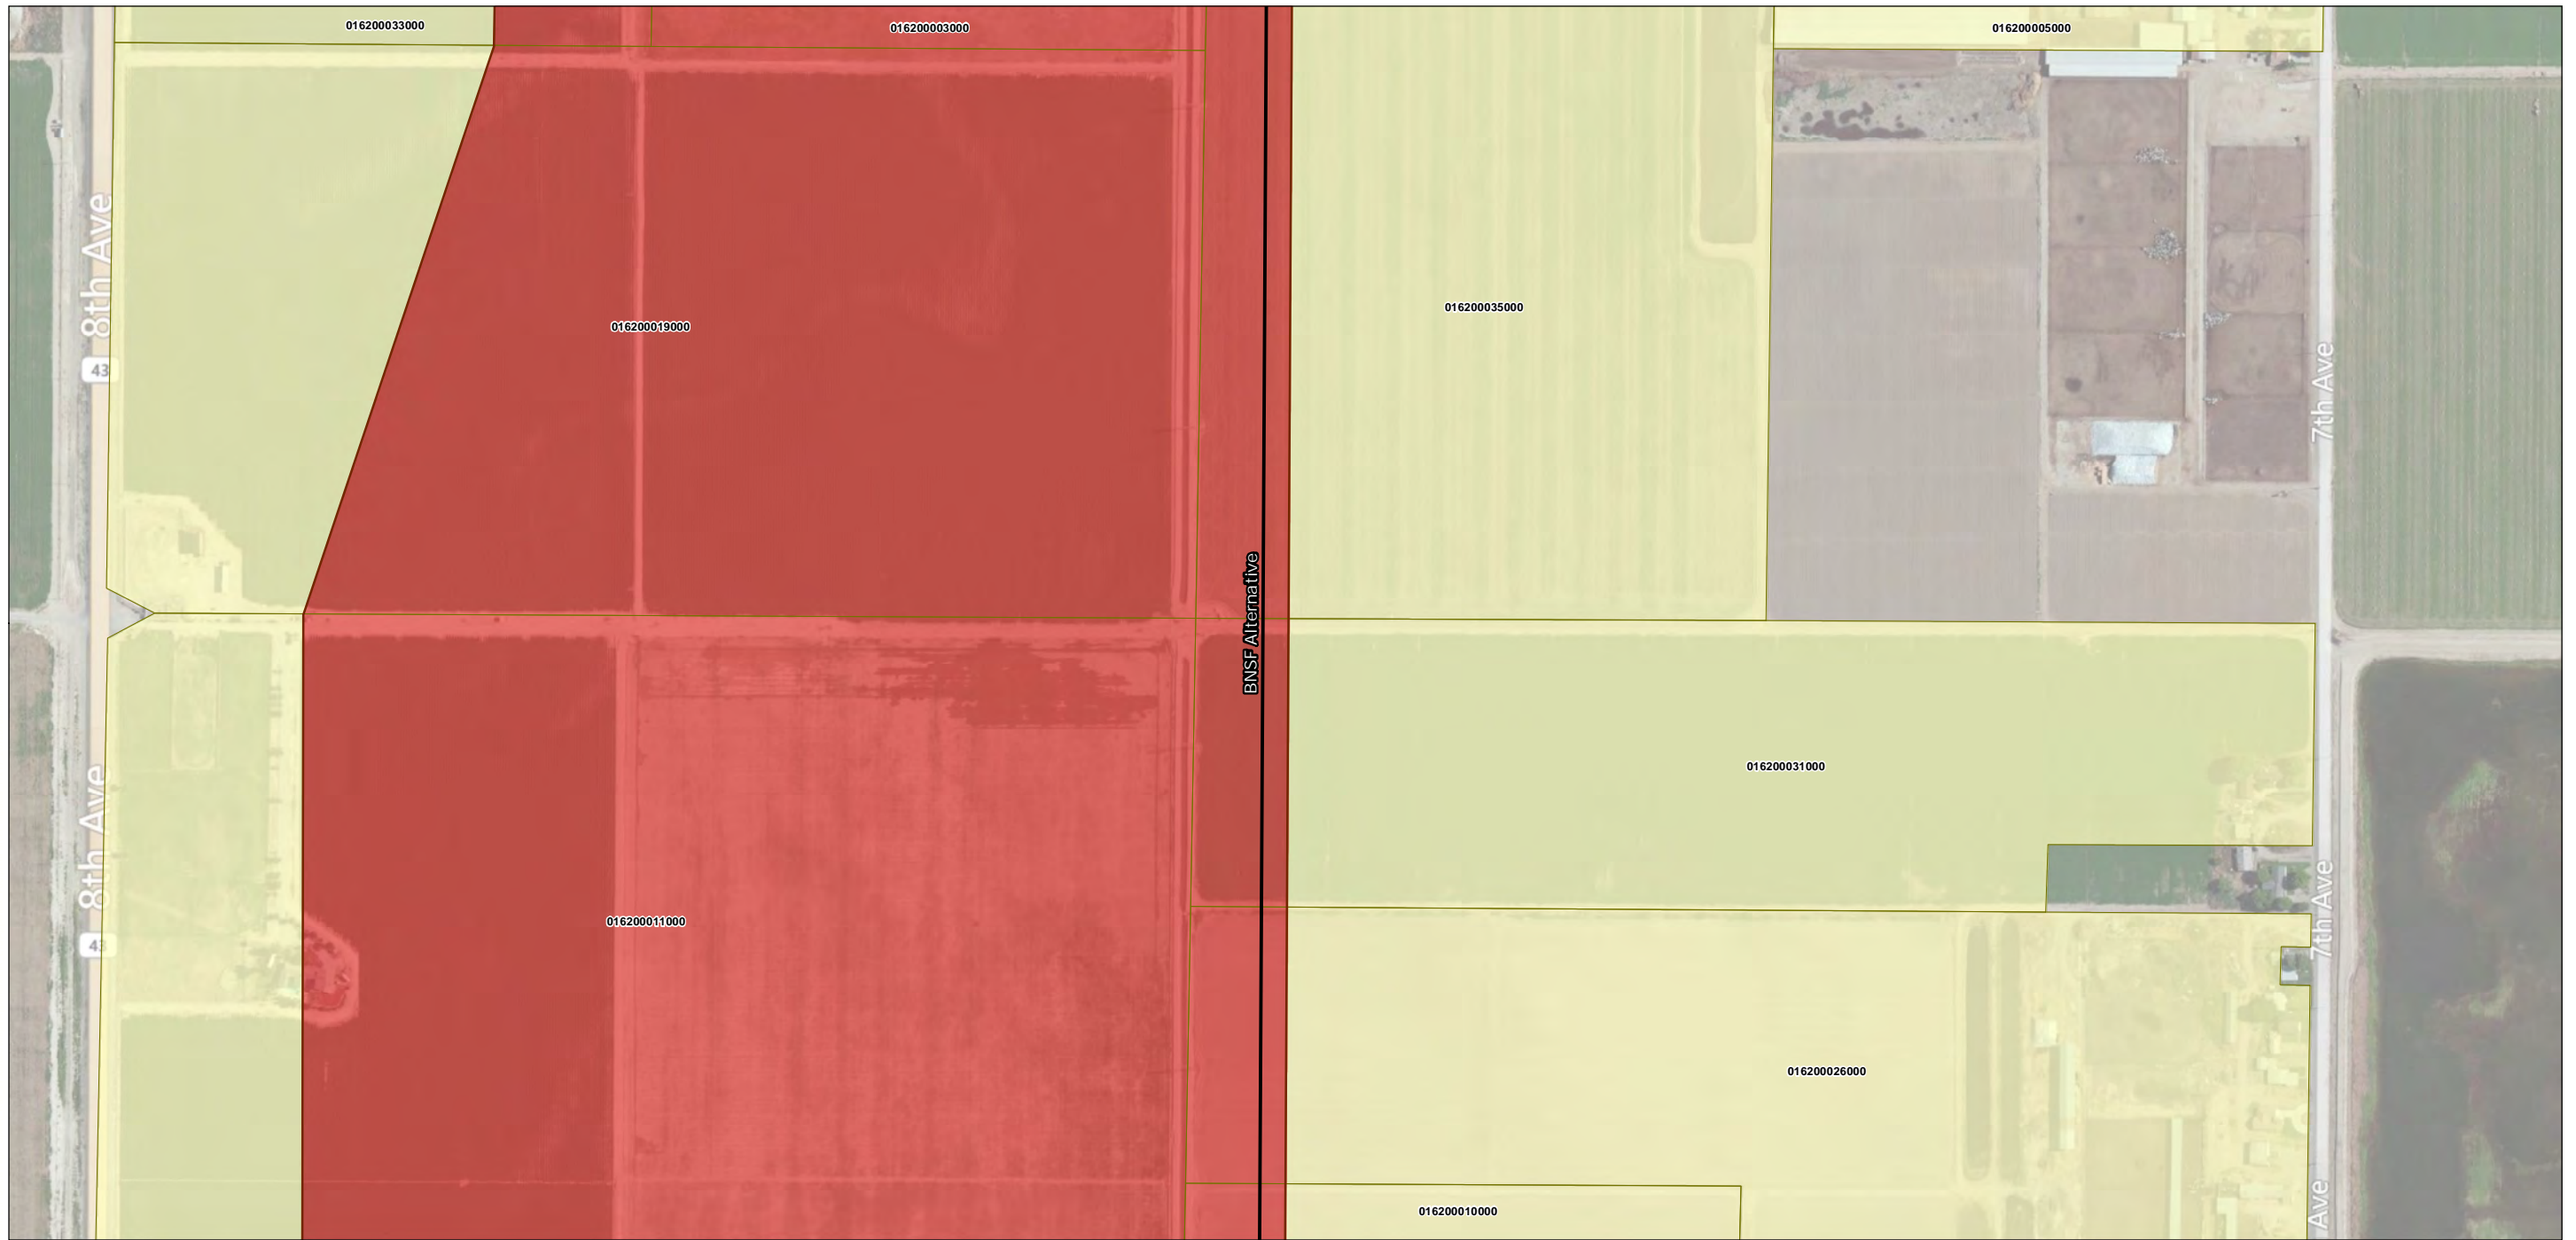 016200033000
016200003000
016200005000
8th Ave
43
016200019000
016200035000
7th Ave
BNSF Alternative
8th Ave
43
016200011000
016200031000
7th Ave
016200026000
016200010000
Ave